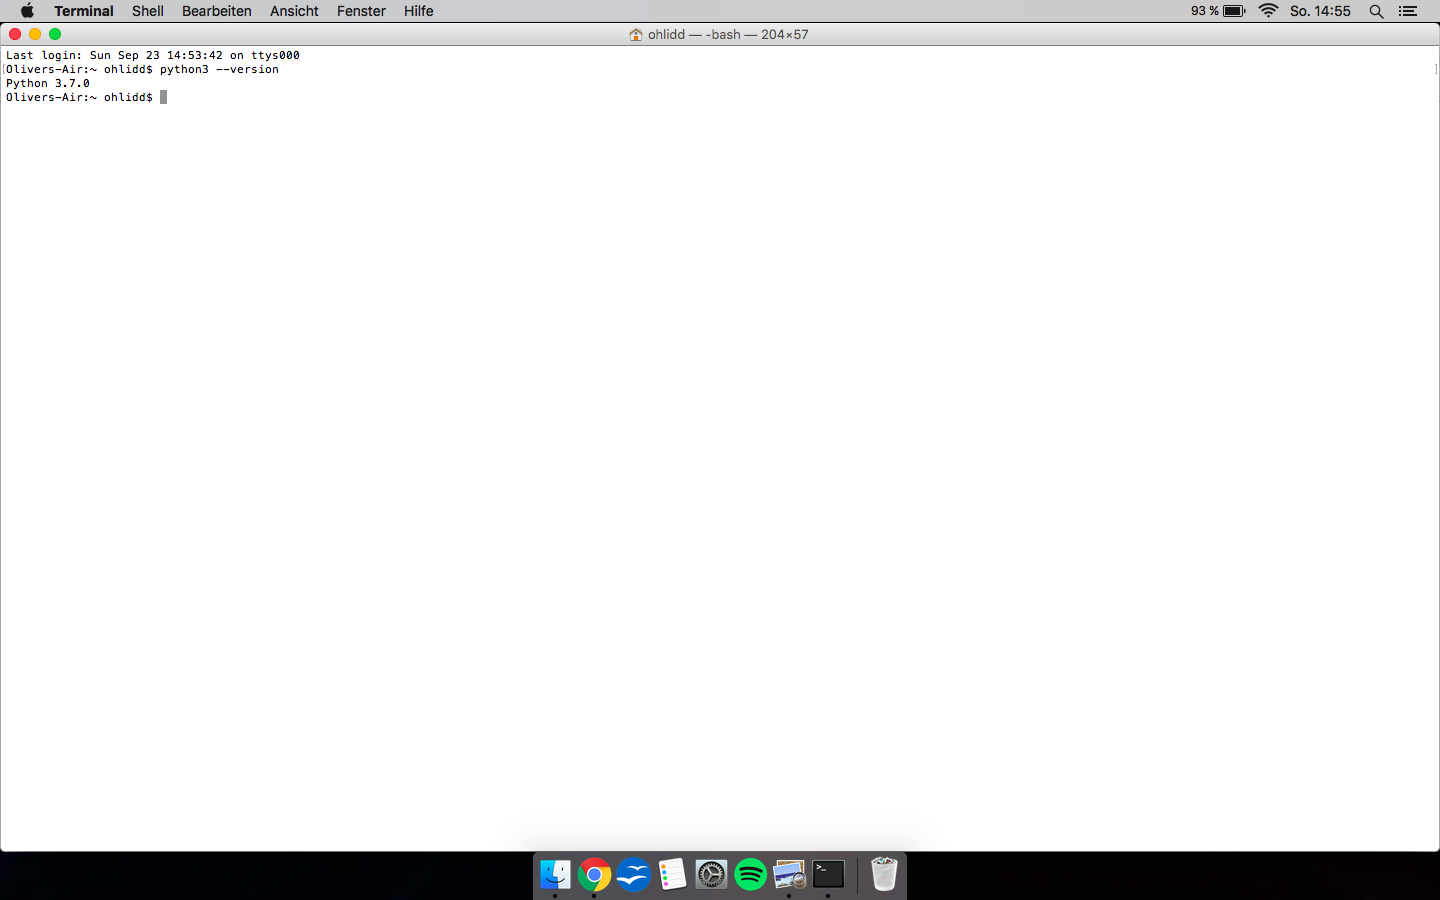 Terminal Shell Bearbeiten Ansicht Fenster Hilfe 93 % So. 14:55
ohlidd — -bash — 204×57
Last login: Sun Sep 23 14:53:42 on ttys000
[Olivers-Air:~ ohlidd$ python3 --version ]
Python 3.7.0
Olivers-Air:~ ohlidd$
>_